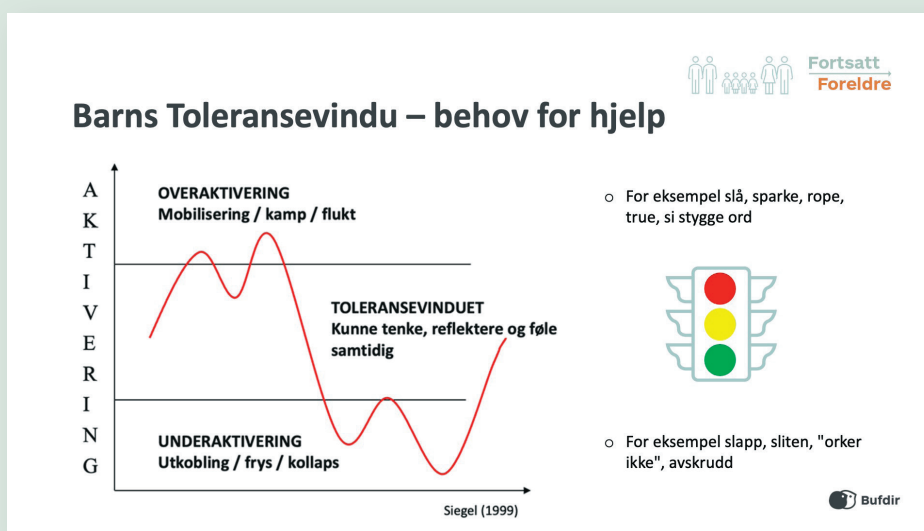 Fortsatt
Foreldre
Barns Toleransevindu – behov for hjelp
AKTIVERING
OVERAKTIVERING
Mobilisering / kamp / flukt
TOLERANSEVINDUET
Kunne tenke, reflektere og føle
samtidig
UNDERAKTIVERING
Utkobling / frys / kollaps
Siegel (1999)
○ For eksempel slå, sparke, rope,
true, si stygge ord
○ For eksempel slapp, sliten, "orker
ikke", avskrudd
Bufdir